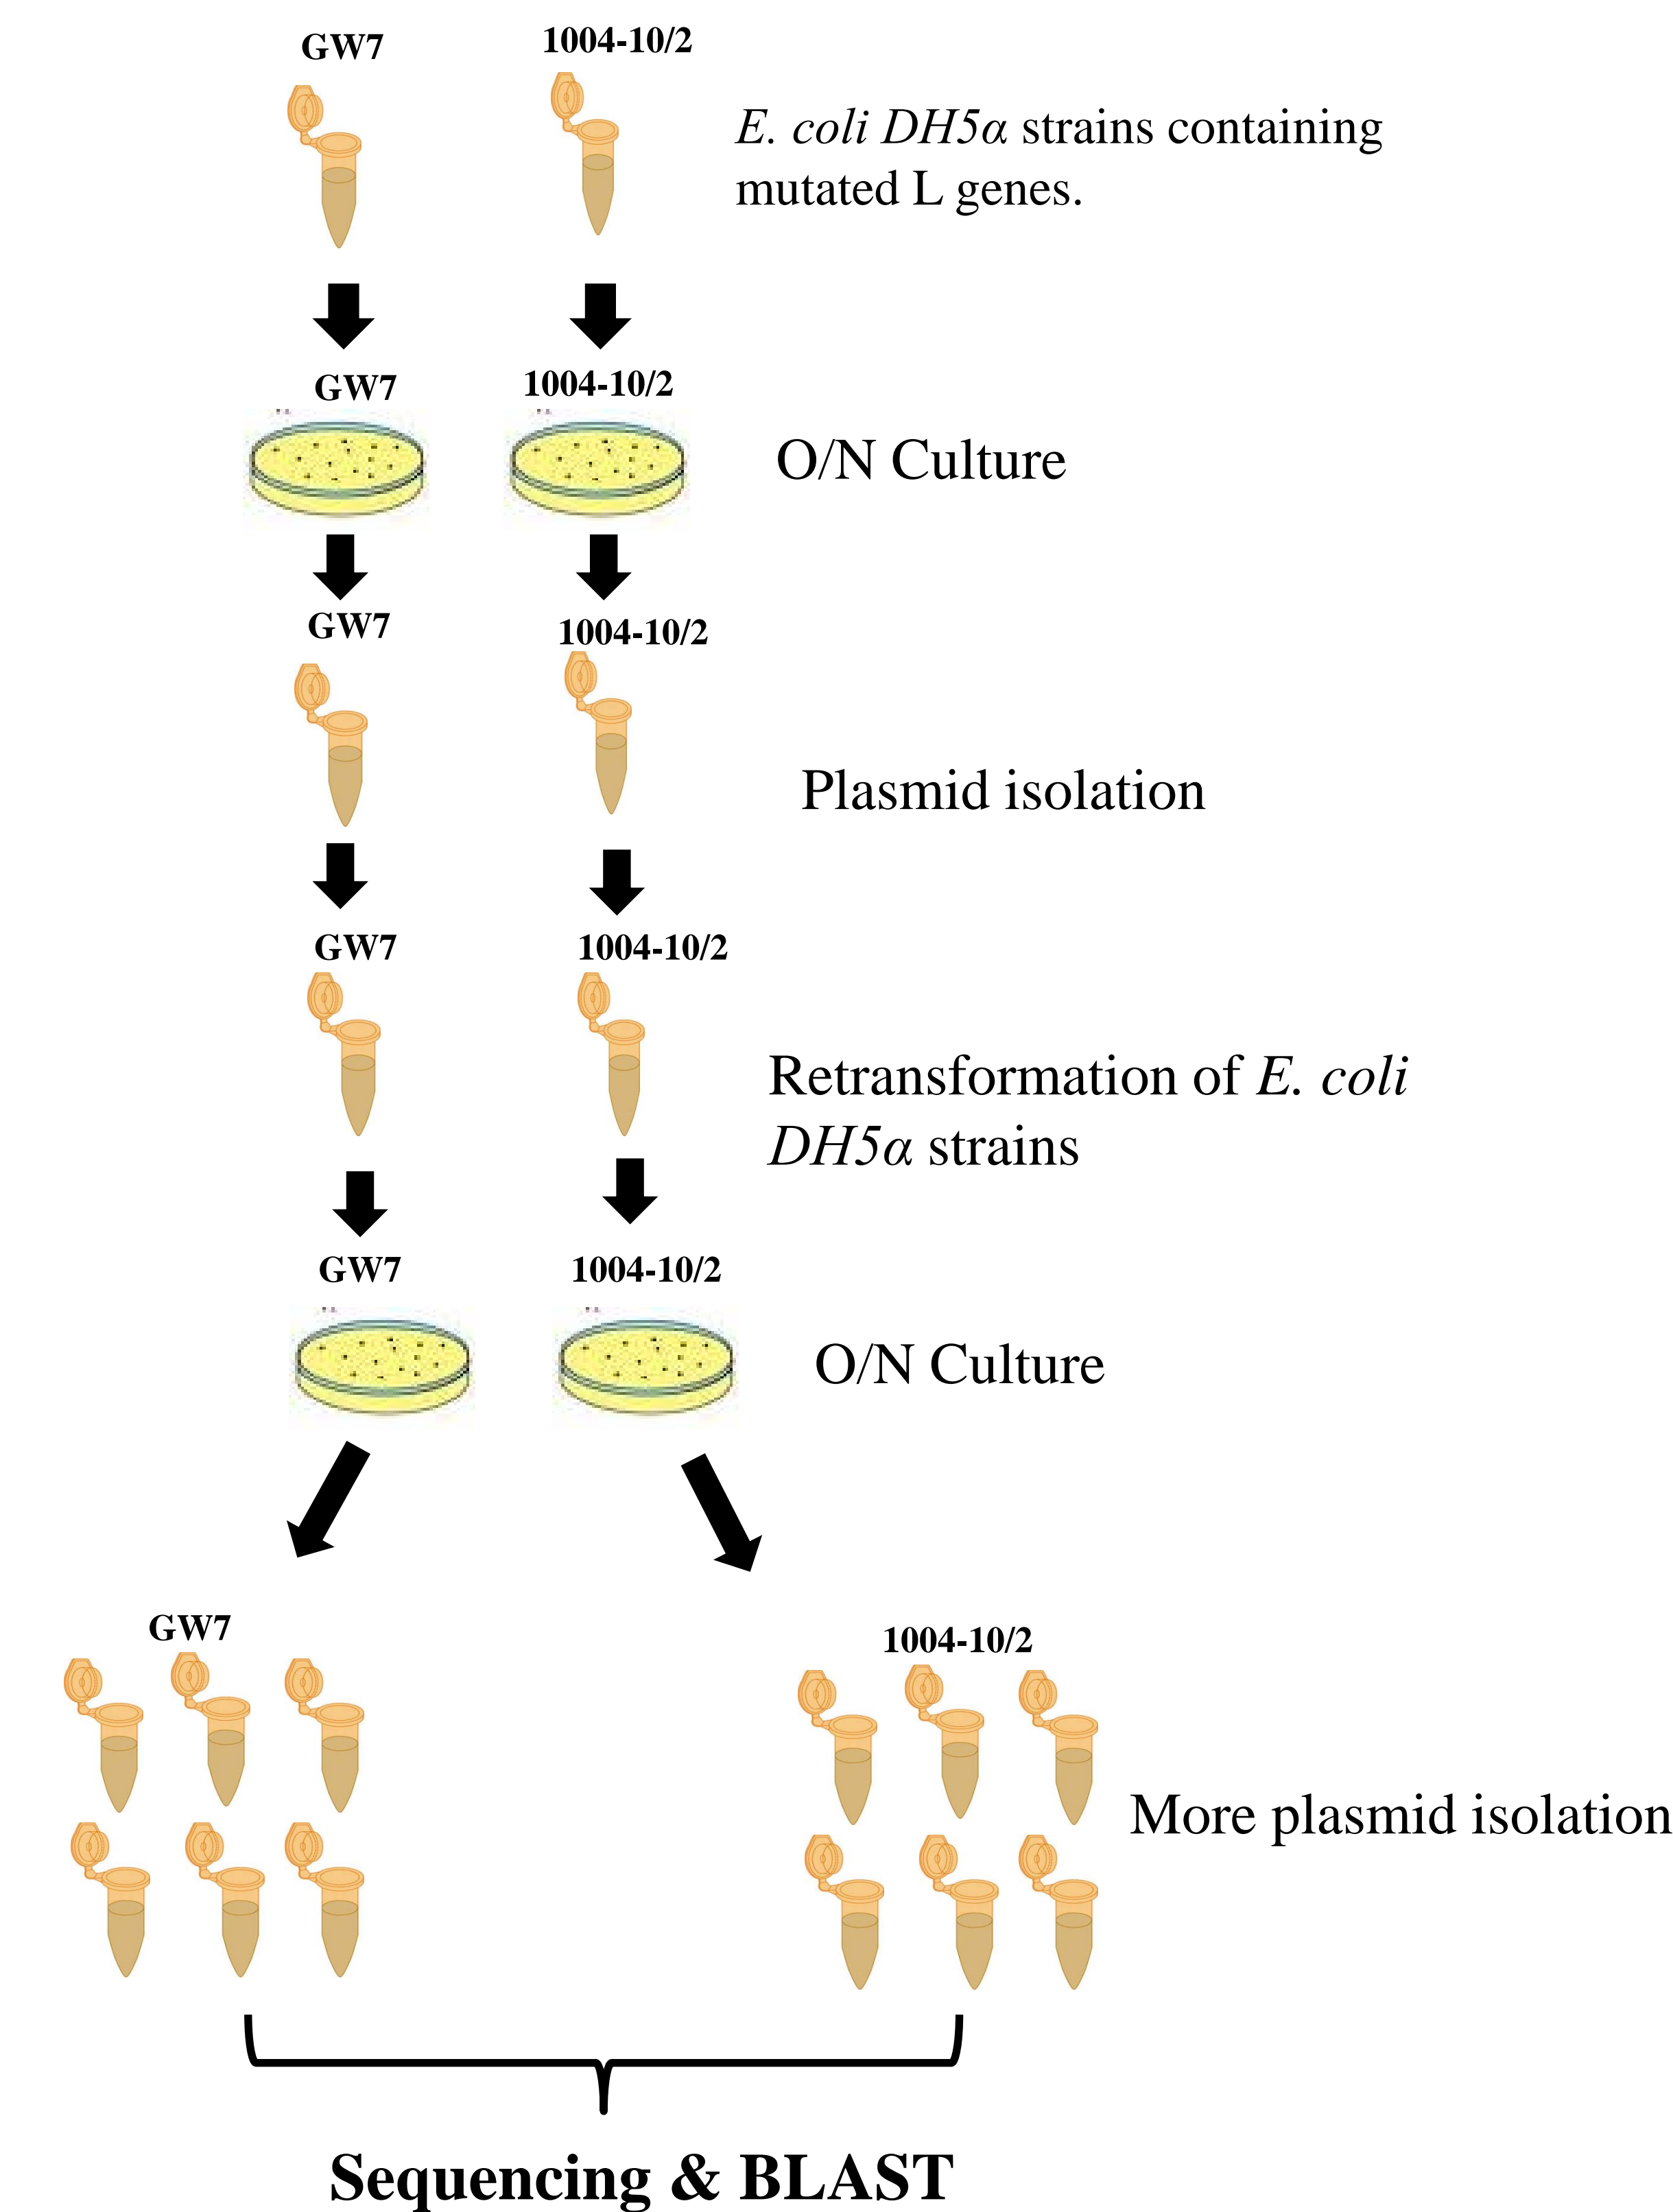 GW7
1004-10/2
E. coli DH5α strains containing
mutated L genes.
GW7
1004-10/2
O/N Culture
GW7
1004-10/2
Plasmid isolation
GW7
1004-10/2
Retransformation of E. coli
DH5α strains
GW7
1004-10/2
O/N Culture
GW7
1004-10/2
More plasmid isolation
Sequencing & BLAST